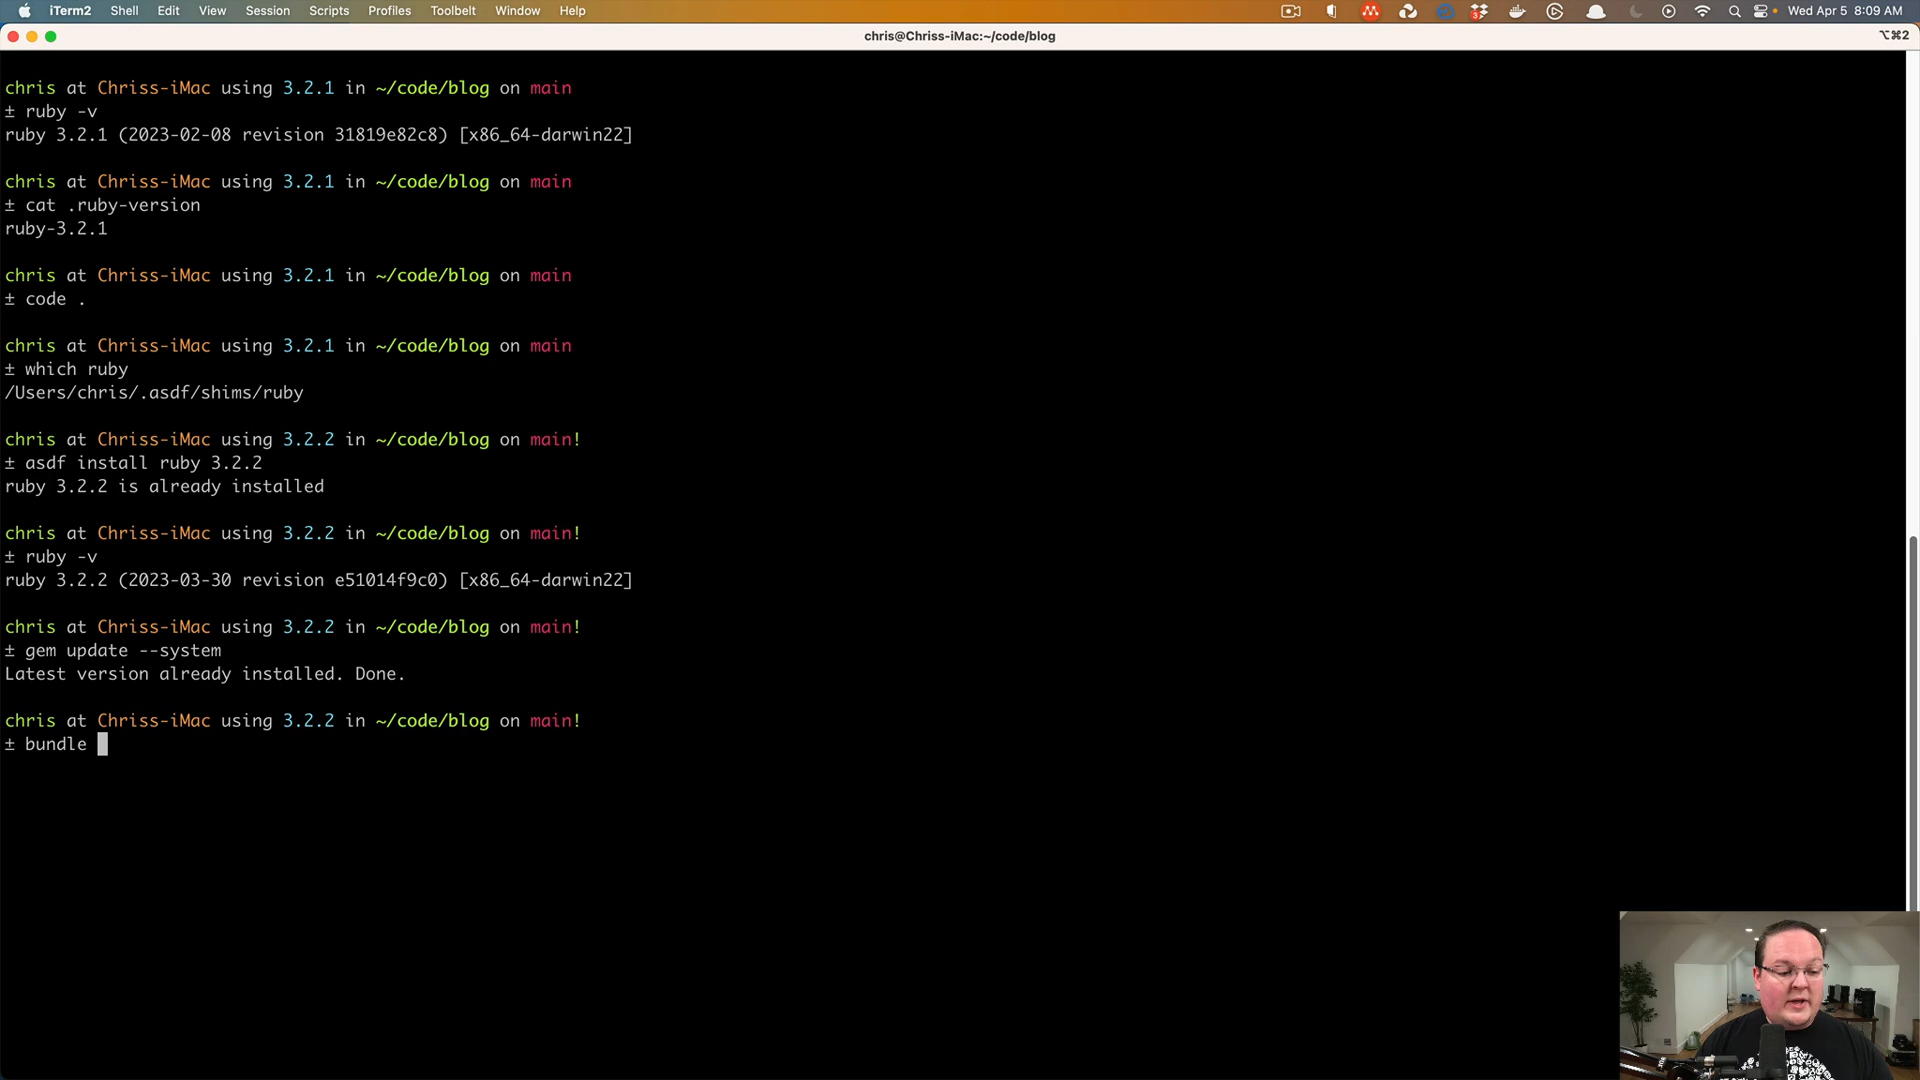 iTerm2 Shell Edit View Session Scripts Profiles Toolbelt Window Help Wed Apr 5 8:09 AM
chris@Chriss-iMac:~/code/blog ⌥⌘2
chris at Chriss-iMac using 3.2.1 in ~/code/blog on main
± ruby -v
ruby 3.2.1 (2023-02-08 revision 31819e82c8) [x86_64-darwin22]
chris at Chriss-iMac using 3.2.1 in ~/code/blog on main
± cat .ruby-version
ruby-3.2.1
chris at Chriss-iMac using 3.2.1 in ~/code/blog on main
± code .
chris at Chriss-iMac using 3.2.1 in ~/code/blog on main
± which ruby
/Users/chris/.asdf/shims/ruby
chris at Chriss-iMac using 3.2.2 in ~/code/blog on main!
± asdf install ruby 3.2.2
ruby 3.2.2 is already installed
chris at Chriss-iMac using 3.2.2 in ~/code/blog on main!
± ruby -v
ruby 3.2.2 (2023-03-30 revision e51014f9c0) [x86_64-darwin22]
chris at Chriss-iMac using 3.2.2 in ~/code/blog on main!
± gem update --system
Latest version already installed. Done.
chris at Chriss-iMac using 3.2.2 in ~/code/blog on main!
± bundle